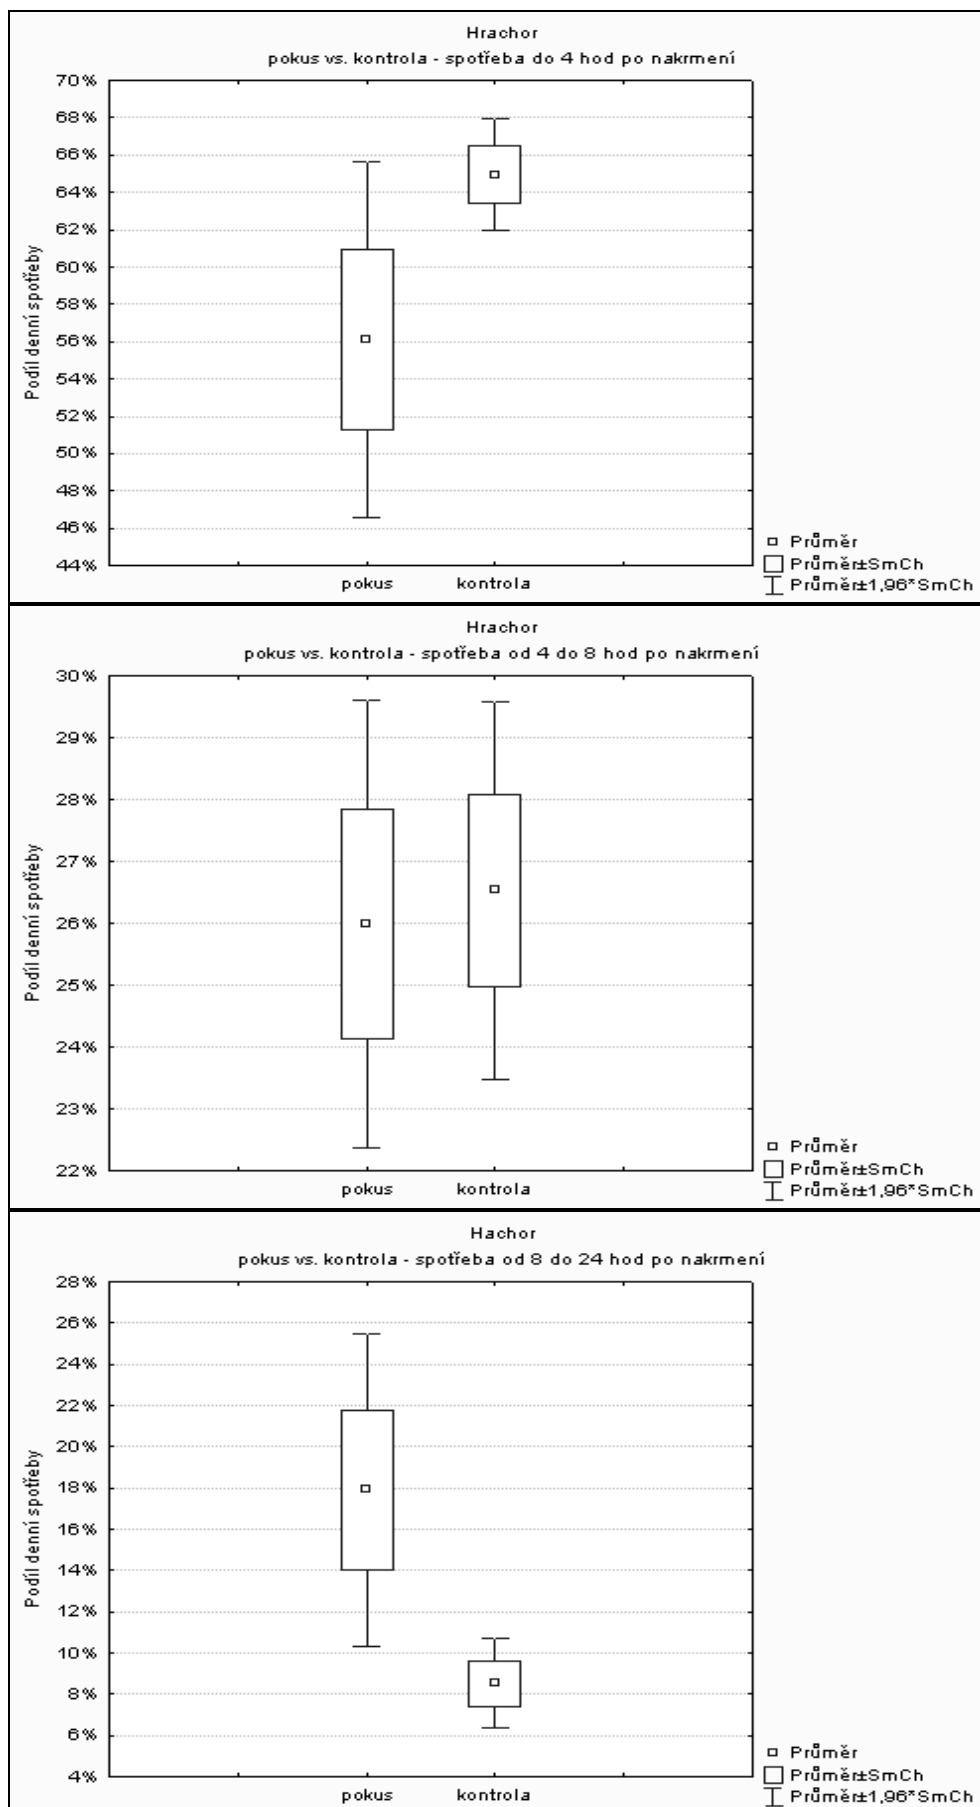 Hrachor
pokus vs. kontrola - spotřeba do 4 hod po nakrmení
70%
68%
66%
64%
62%
60%
58%
56%
54%
52%
50%
48%
46%
44%
Podíl denní spotřeby
pokus kontrola
Průměr
Průměr±SmCh
Průměr±1,96*SmCh
Hrachor
pokus vs. kontrola - spotřeba od 4 do 8 hod po nakrmení
30%
29%
28%
27%
26%
25%
24%
23%
22%
Podíl denní spotřeby
pokus kontrola
Průměr
Průměr±SmCh
Průměr±1,96*SmCh
Hachor
pokus vs. kontrola - spotřeba od 8 do 24 hod po nakrmení
28%
26%
24%
22%
20%
18%
16%
14%
12%
10%
8%
6%
4%
Podíl denní spotřeby
pokus kontrola
Průměr
Průměr±SmCh
Průměr±1,96*SmCh